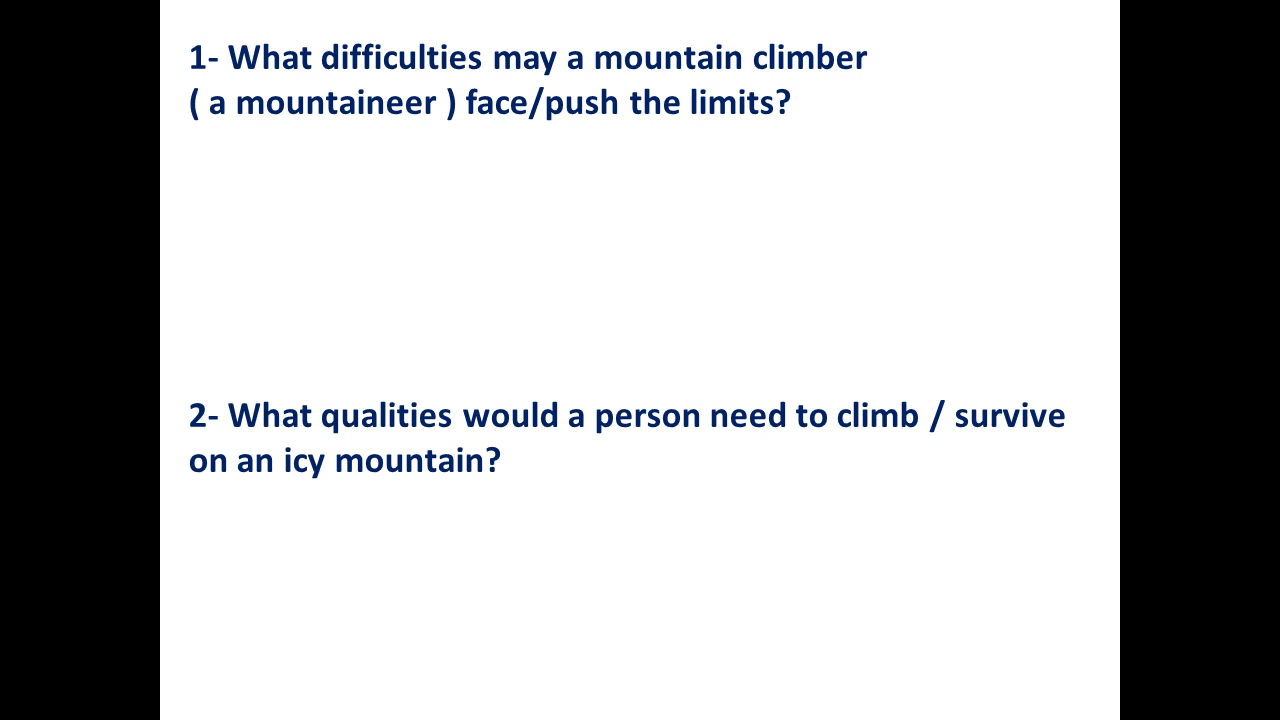 1- What difficulties may a mountain climber
( a mountaineer ) face/push the limits?
2- What qualities would a person need to climb / survive
on an icy mountain?